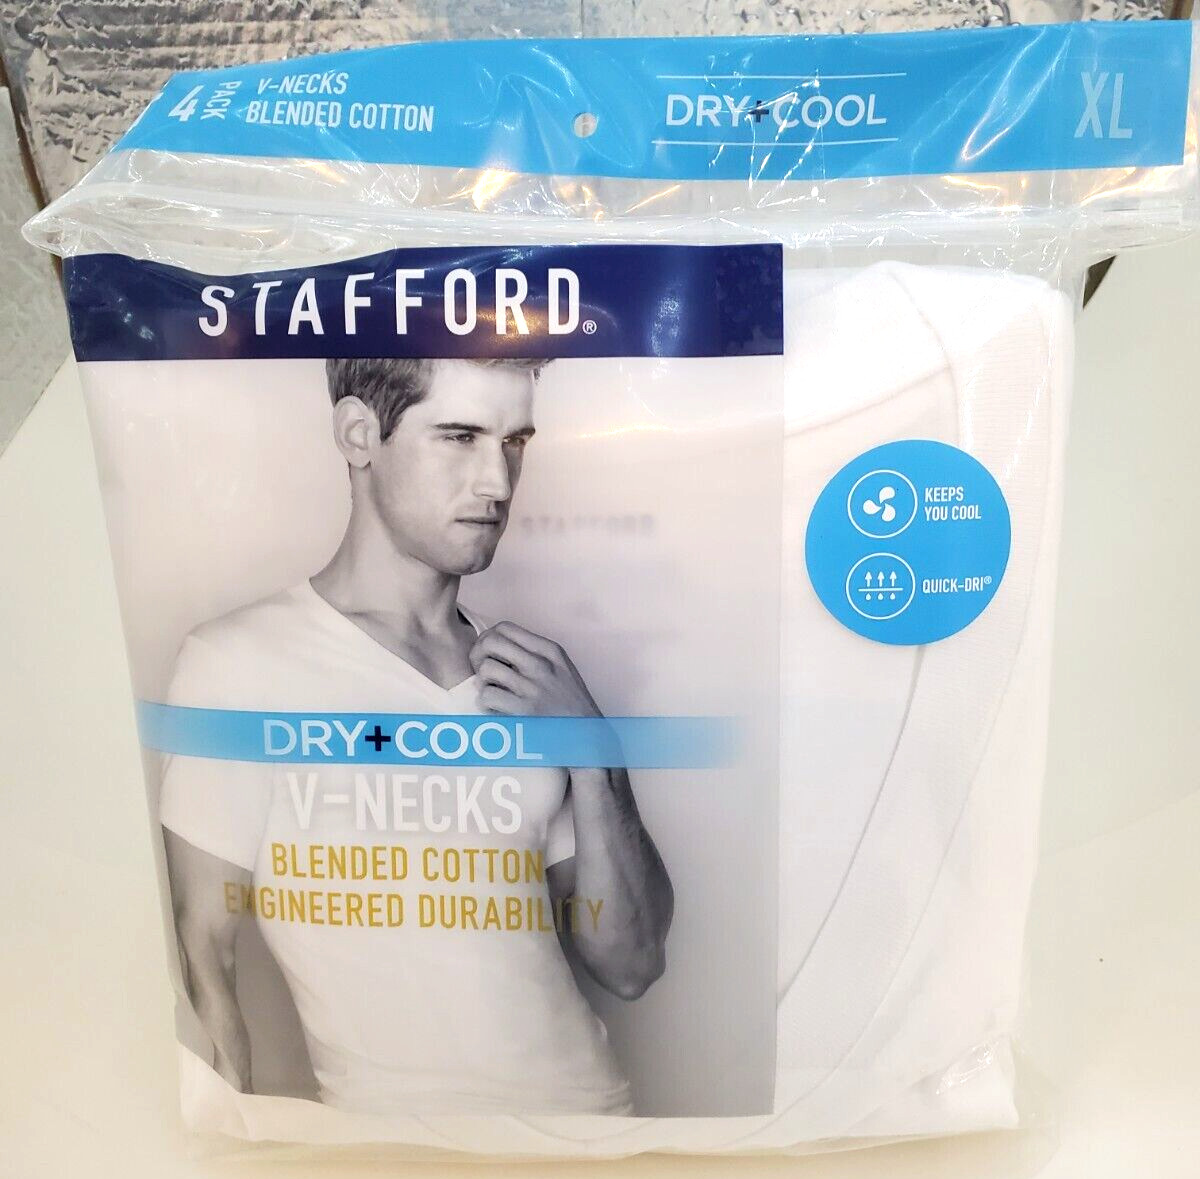 4 PACK
V-NECKS
BLENDED COTTON
DRY+COOL
XL
STAFFORD®
KEEPS
YOU COOL
QUICK-DRI®
DRY+COOL
V-NECKS
BLENDED COTTON
ENGINEERED DURABILITY